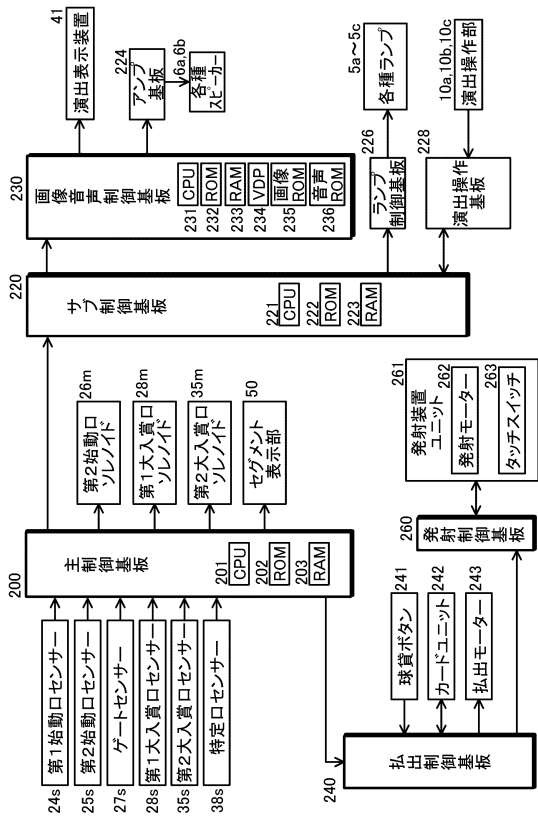 24s 第1始動口センサー
25s 第2始動口センサー
27s ゲートセンサー
28s 第1大入賞口センサー
35s 第2大入賞口センサー
38s 特定口センサー
200
主制御基板
201 CPU
202 ROM
203 RAM
26m
第2始動口
ソレノイド
28m
第1大入賞口
ソレノイド
35m
第2大入賞口
ソレノイド
50
セグメント
表示部
220
サブ制御基板
221 CPU
222 ROM
223 RAM
230
画像音声制御基板
231 CPU
232 ROM
233 RAM
234 VDP
235 画像
ROM
236 音声
ROM
41
演出表示装置
224
アンプ
基板
6a,6b
各種
スピーカー
226
ランプ
制御基板
5a～5c
各種ランプ
228
演出操作
基板
10a,10b,10c
演出操作部
240
払出制御基板
241
球貸ボタン
242
カードユニット
243
払出モーター
260
発射制御基板
261
発射装置
ユニット
262
発射モーター
263
タッチスイッチ